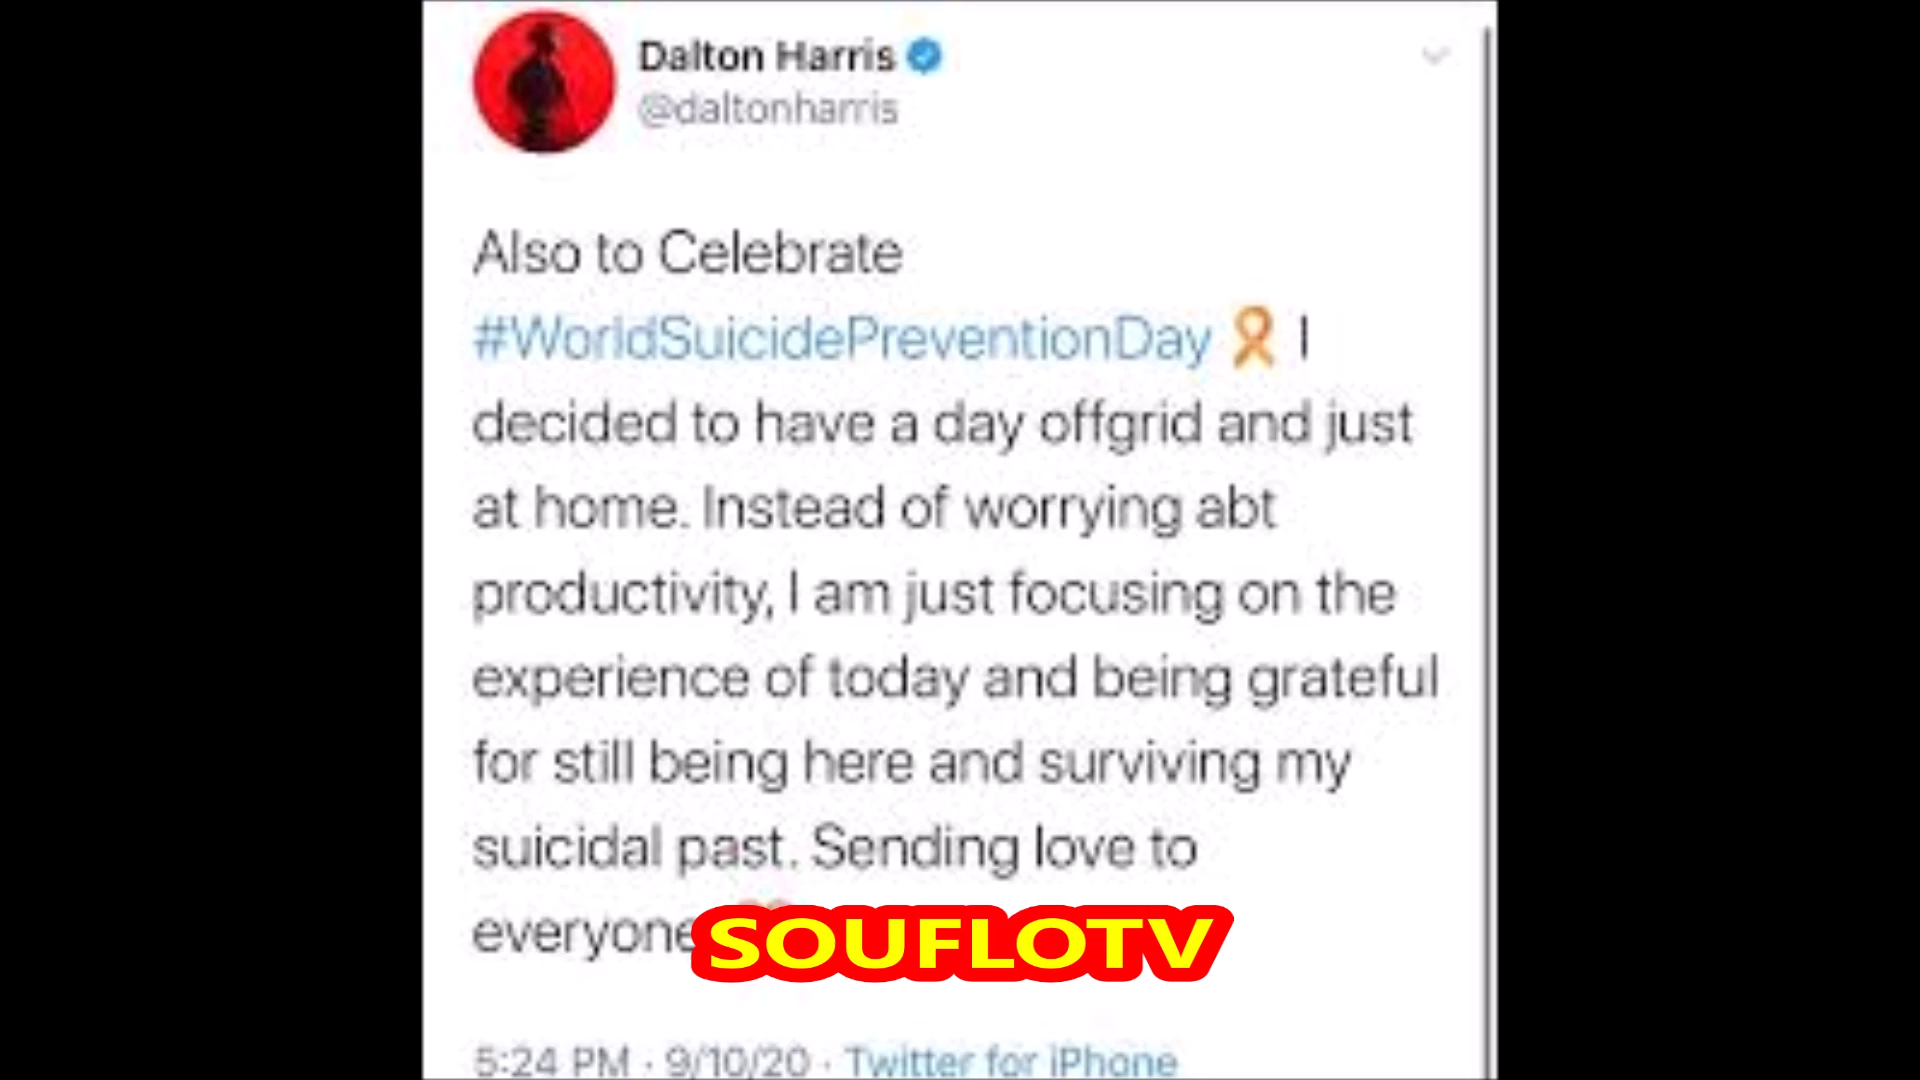 Dalton Harris
@daltonharris
Also to Celebrate
#WorldSuicidePreventionDay 🎗 I
decided to have a day offgrid and just
at home. Instead of worrying abt
productivity, I am just focusing on the
experience of today and being grateful
for still being here and surviving my
suicidal past. Sending love to
everyone
SOUFLOTV
5:24 PM · 9/10/20 · Twitter for iPhone